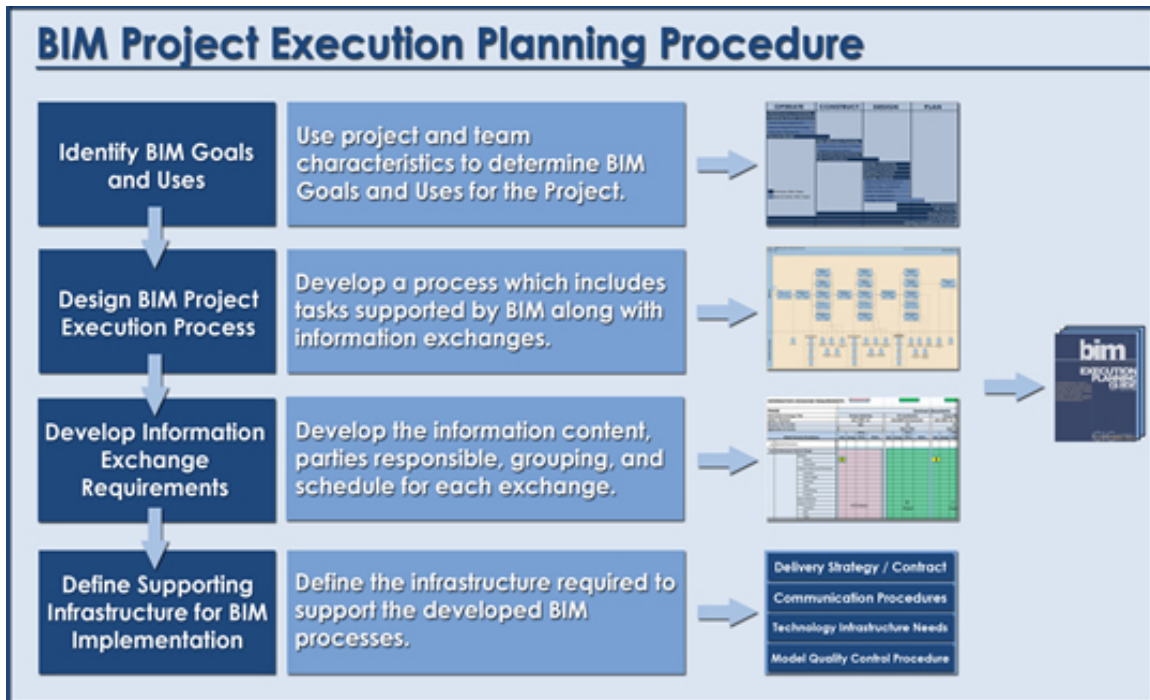 BIM Project Execution Planning Procedure
Identify BIM Goals
and Uses
Use project and team
characteristics to determine BIM
Goals and Uses for the Project.
OPERATE CONSTRUCT DESIGN PLAN
Design BIM Project
Execution Process
Develop a process which includes
tasks supported by BIM along with
information exchanges.
bim
EXECUTION
PLANNING
GUIDE
Develop Information
Exchange
Requirements
Develop the information content,
parties responsible, grouping, and
schedule for each exchange.
Define Supporting
Infrastructure for BIM
Implementation
Define the infrastructure required to
support the developed BIM
processes.
Delivery Strategy / Contract
Communication Procedures
Technology Infrastructure Needs
Model Quality Control Procedure